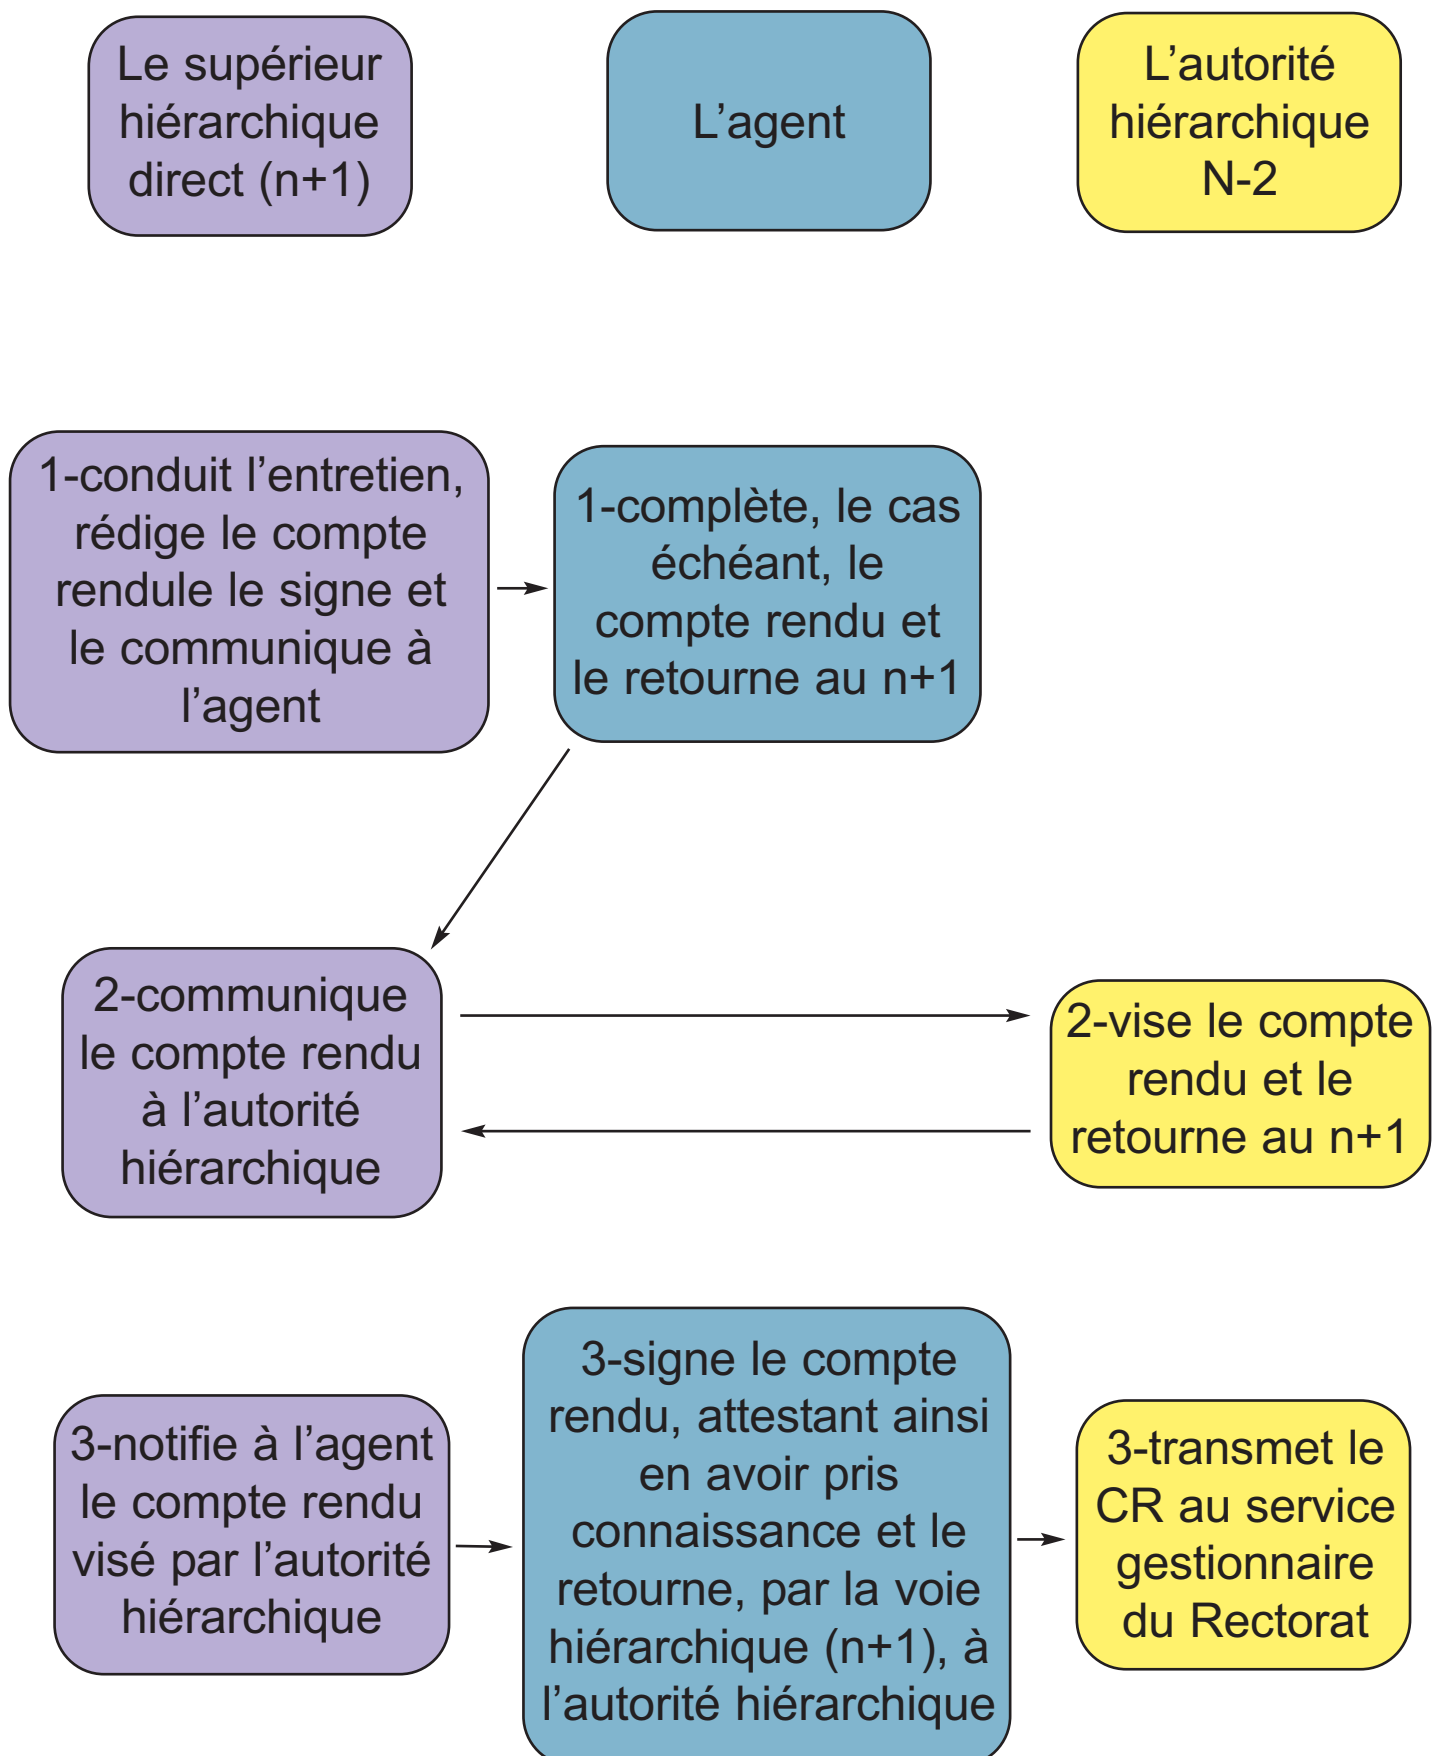 Le supérieur
hiérarchique
direct (n+1)
L’agent
L’autorité
hiérarchique
N-2
1-conduit l’entretien,
rédige le compte
rendule le signe et
le communique à
l’agent
1-complète, le cas
échéant, le
compte rendu et
le retourne au n+1
2-communique
le compte rendu
à l’autorité
hiérarchique
2-vise le compte
rendu et le
retourne au n+1
3-notifie à l’agent
le compte rendu
visé par l’autorité
hiérarchique
3-signe le compte
rendu, attestant ainsi
en avoir pris
connaissance et le
retourne, par la voie
hiérarchique (n+1), à
l’autorité hiérarchique
3-transmet le
CR au service
gestionnaire
du Rectorat